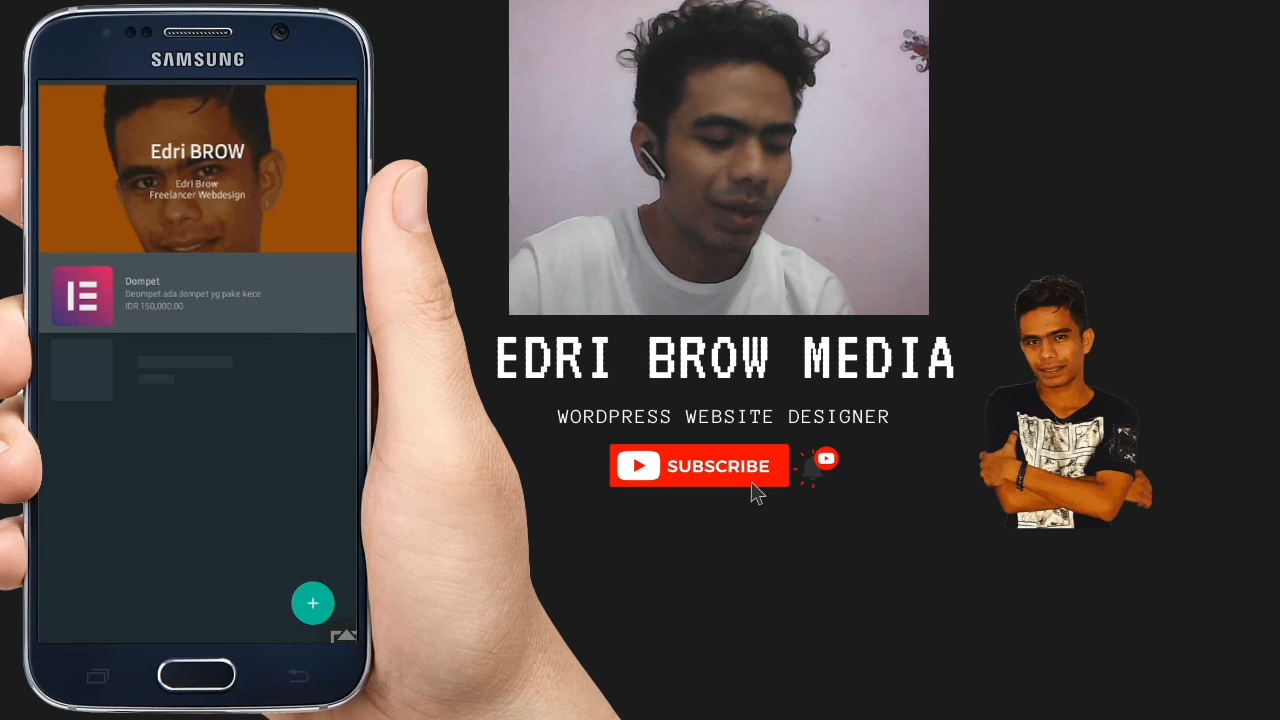 SAMSUNG
Edri BROW
Edri Brow
Freelancer Webdesign
Dompet
Deompet ada dompet yg pake kece
IDR 150,000.00
EDRI BROW MEDIA
WORDPRESS WEBSITE DESIGNER
SUBSCRIBE